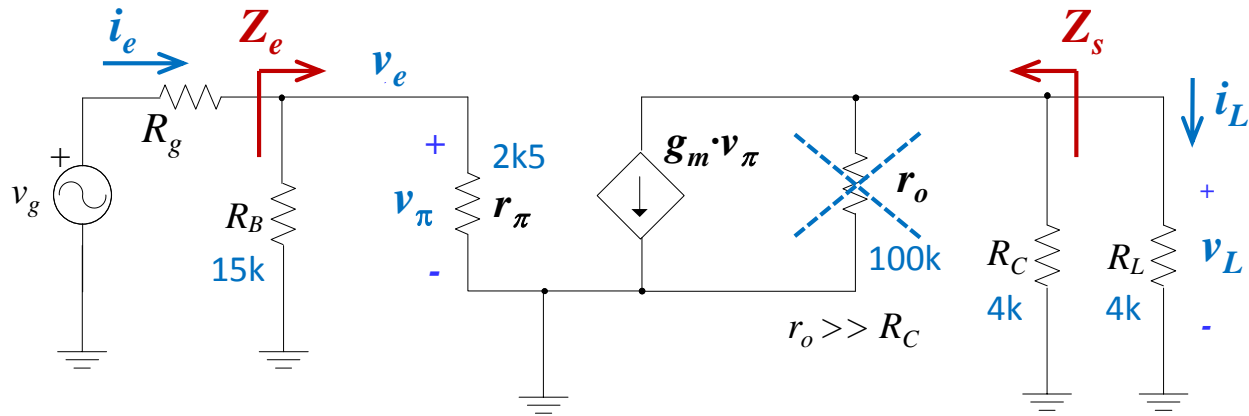 i_e
Z_e
v_e
Z_s
i_L
R_g
+
v_g
R_B
15k
+
v_π
-
2k5
r_π
g_m·v_π
r_o
100k
r_o >> R_C
R_C
4k
R_L
4k
+
v_L
-